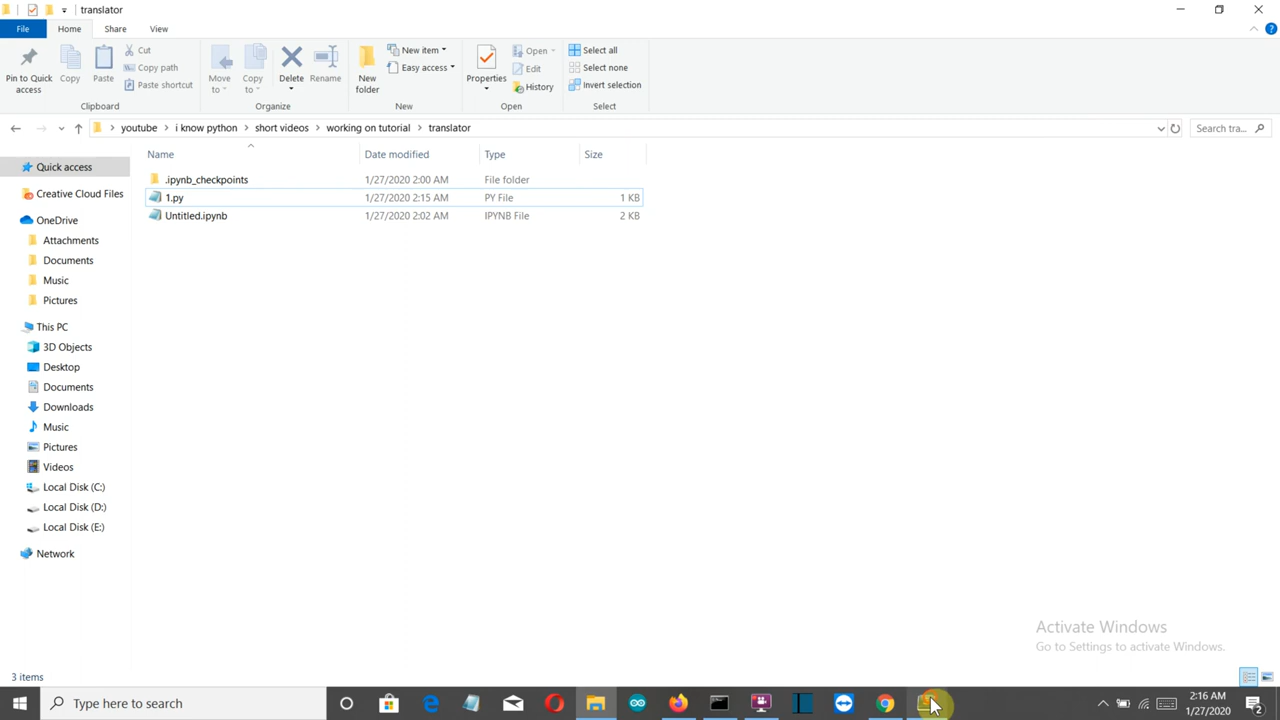 translator
File Home Share View
Pin to Quick access
Copy
Paste
Cut
Copy path
Paste shortcut
Clipboard
Move to
Copy to
Delete
Rename
Organize
New folder
New item
Easy access
New
Properties
Open
Edit
History
Open
Select all
Select none
Invert selection
Select
youtube > i know python > short videos > working on tutorial > translator
Search tra...
Name Date modified Type Size
.ipynb_checkpoints 1/27/2020 2:00 AM File folder
1.py 1/27/2020 2:15 AM PY File 1 KB
Untitled.ipynb 1/27/2020 2:02 AM IPYNB File 2 KB
Quick access
Creative Cloud Files
OneDrive
Attachments
Documents
Music
Pictures
This PC
3D Objects
Desktop
Documents
Downloads
Music
Pictures
Videos
Local Disk (C:)
Local Disk (D:)
Local Disk (E:)
Network
Activate Windows
Go to Settings to activate Windows.
3 items
Type here to search
2:16 AM
1/27/2020
2